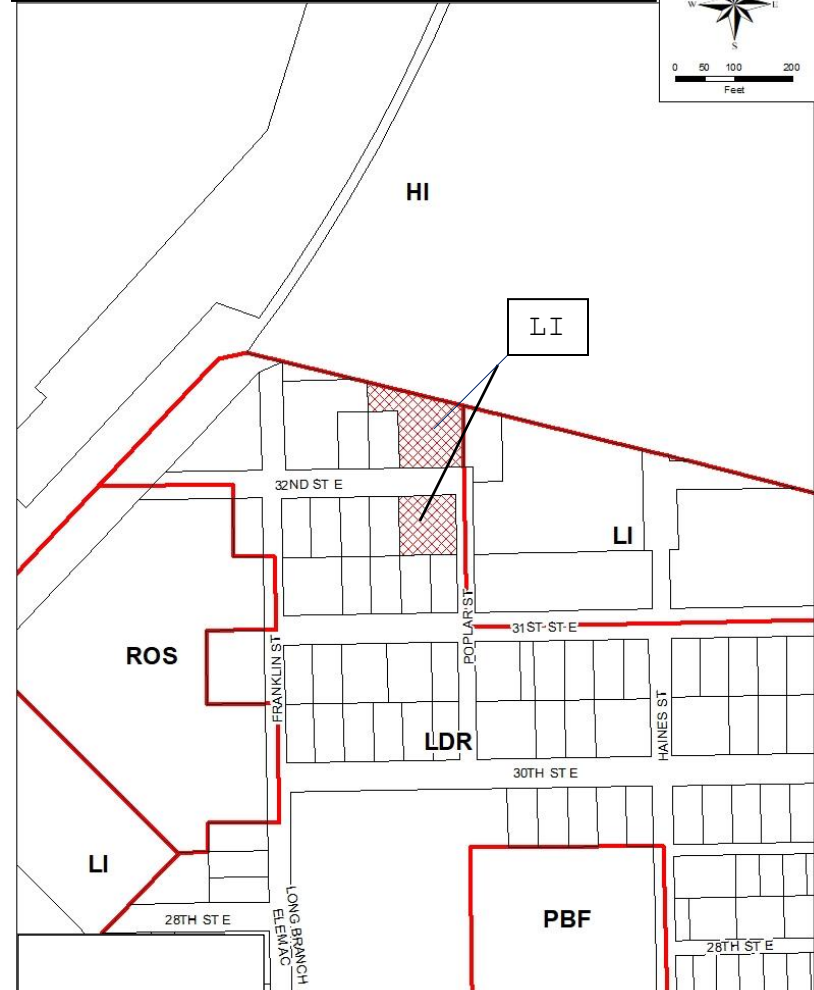 W E
S
0 50 100 200
Feet
HI
LI
32ND ST E
LI
POPLAR ST
31ST ST E
ROS
FRANKLIN ST
HAINES ST
LDR
30TH ST E
LI
28TH ST E
LONG BRANCH
ELEM AC
PBF
28TH ST E